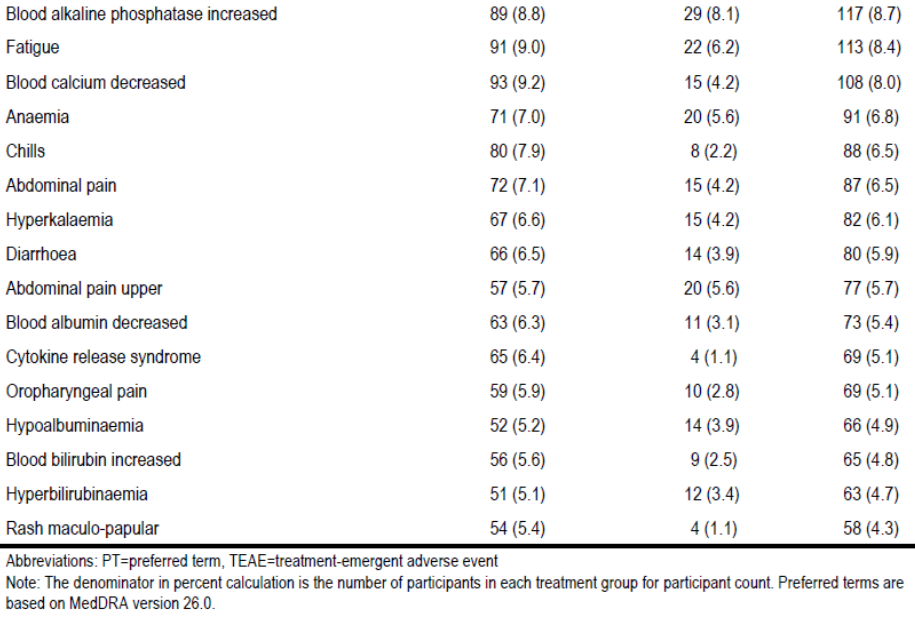 Blood alkaline phosphatase increased 89 (8.8) 29 (8.1) 117 (8.7)
Fatigue 91 (9.0) 22 (6.2) 113 (8.4)
Blood calcium decreased 93 (9.2) 15 (4.2) 108 (8.0)
Anaemia 71 (7.0) 20 (5.6) 91 (6.8)
Chills 80 (7.9) 8 (2.2) 88 (6.5)
Abdominal pain 72 (7.1) 15 (4.2) 87 (6.5)
Hyperkalaemia 67 (6.6) 15 (4.2) 82 (6.1)
Diarrhoea 66 (6.5) 14 (3.9) 80 (5.9)
Abdominal pain upper 57 (5.7) 20 (5.6) 77 (5.7)
Blood albumin decreased 63 (6.3) 11 (3.1) 73 (5.4)
Cytokine release syndrome 65 (6.4) 4 (1.1) 69 (5.1)
Oropharyngeal pain 59 (5.9) 10 (2.8) 69 (5.1)
Hypoalbuminaemia 52 (5.2) 14 (3.9) 66 (4.9)
Blood bilirubin increased 56 (5.6) 9 (2.5) 65 (4.8)
Hyperbilirubinaemia 51 (5.1) 12 (3.4) 63 (4.7)
Rash maculo-papular 54 (5.4) 4 (1.1) 58 (4.3)
Abbreviations: PT=preferred term, TEAE=treatment-emergent adverse event
Note: The denominator in percent calculation is the number of participants in each treatment group for participant count. Preferred terms are
based on MedDRA version 26.0.